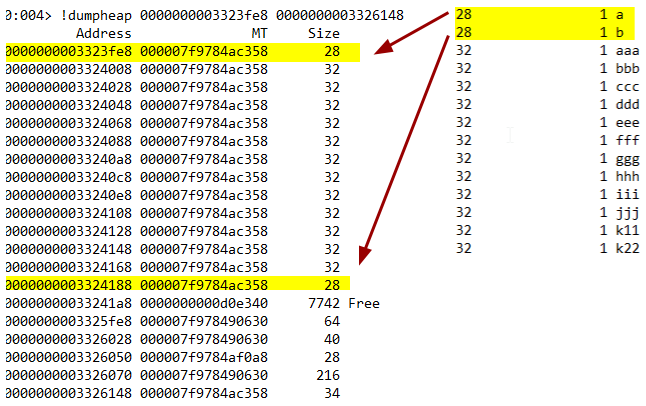 0:004> !dumpheap 0000000003323fe8 0000000003326148
Address MT Size
0000000003323fe8 000007f9784ac358 28
0000000003324008 000007f9784ac358 32
0000000003324028 000007f9784ac358 32
0000000003324048 000007f9784ac358 32
0000000003324068 000007f9784ac358 32
0000000003324088 000007f9784ac358 32
00000000033240a8 000007f9784ac358 32
00000000033240c8 000007f9784ac358 32
00000000033240e8 000007f9784ac358 32
0000000003324108 000007f9784ac358 32
0000000003324128 000007f9784ac358 32
0000000003324148 000007f9784ac358 32
0000000003324168 000007f9784ac358 32
0000000003324188 000007f9784ac358 28
00000000033241a8 0000000000d0e340 7742 Free
0000000003325fe8 000007f978490630 64
0000000003326028 000007f978490630 40
0000000003326050 000007f9784af0a8 28
0000000003326070 000007f978490630 216
0000000003326148 000007f9784ac358 34
28 1 a
28 1 b
32 1 aaa
32 1 bbb
32 1 ccc
32 1 ddd
32 1 eee
32 1 fff
32 1 ggg
32 1 hhh
32 1 iii
32 1 jjj
32 1 k11
32 1 k22